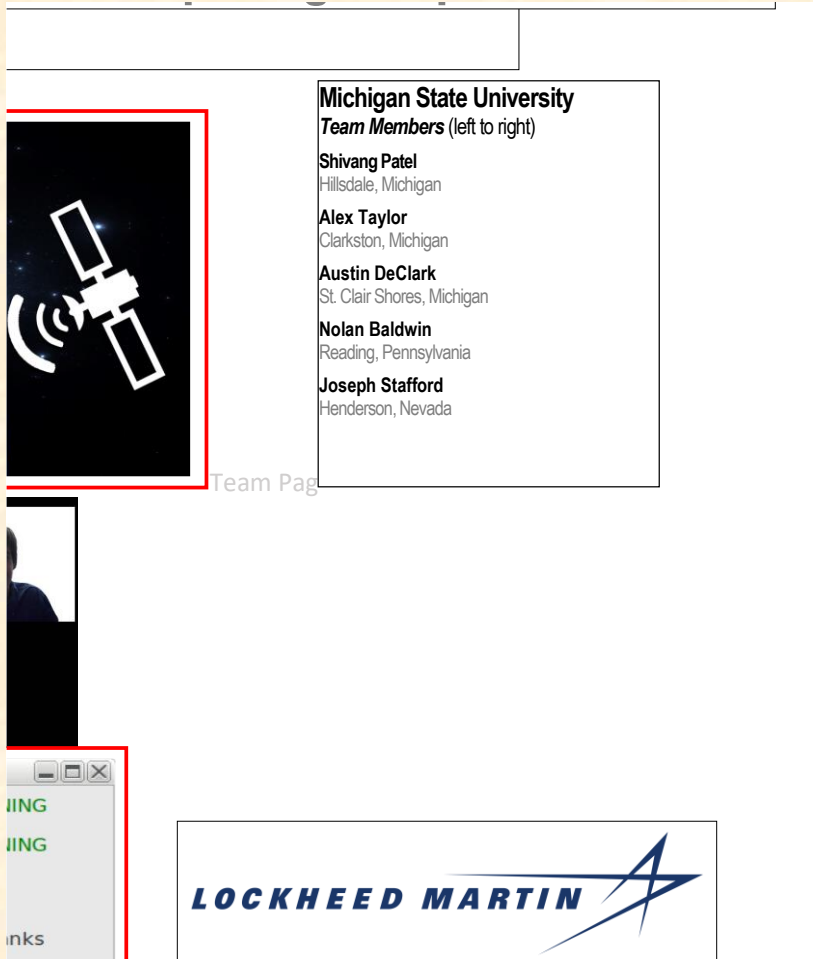 Michigan State University
Team Members (left to right)
Shivang Patel
Hillsdale, Michigan
Alex Taylor
Clarkston, Michigan
Austin DeClark
St. Clair Shores, Michigan
Nolan Baldwin
Reading, Pennsylvania
Joseph Stafford
Henderson, Nevada
Team Pag
NING
NING
anks
LOCKHEED MARTIN